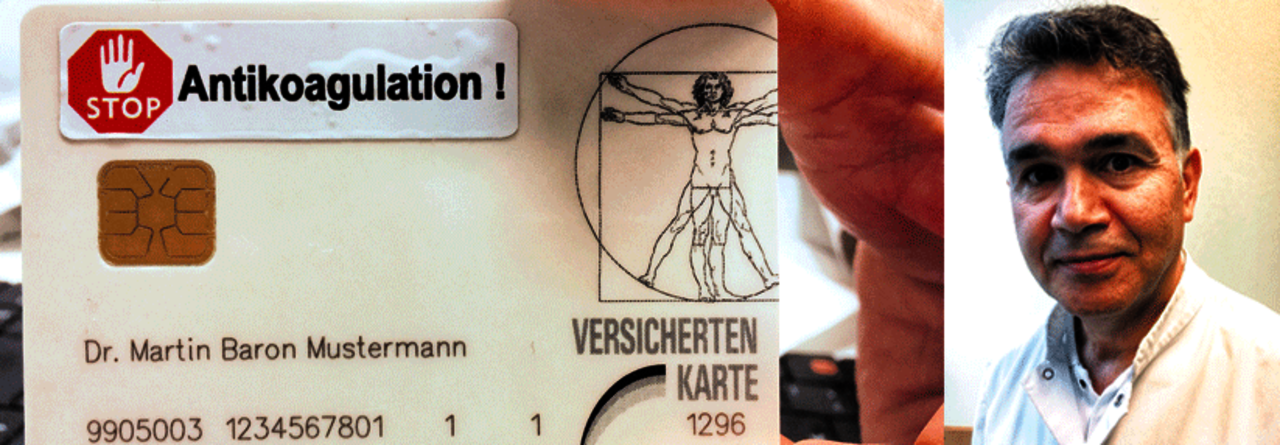 STOP
Antikoagulation !
Dr. Martin Baron Mustermann
VERSICHERTEN
KARTE
9905003 1234567801 1 1 1296